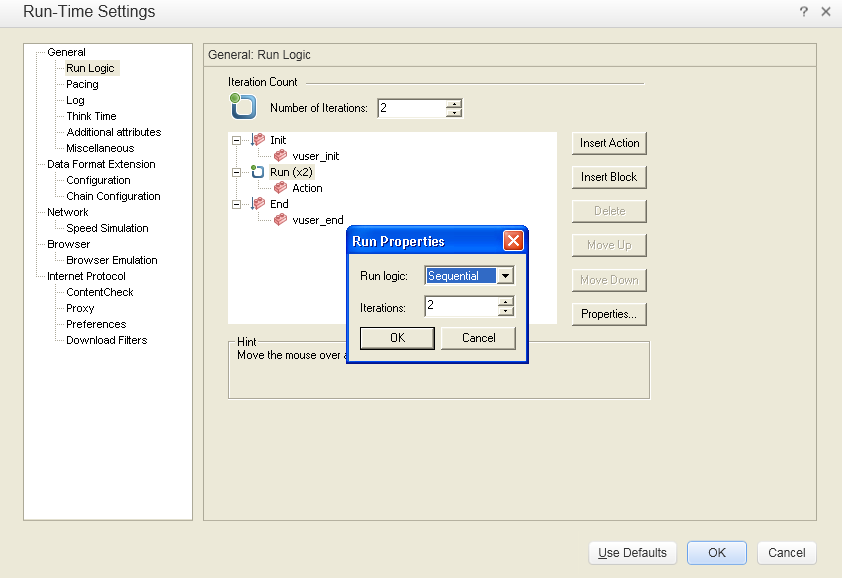 Run-Time Settings
General
Run Logic
Pacing
Log
Think Time
Additional attributes
Miscellaneous
Data Format Extension
Configuration
Chain Configuration
Network
Speed Simulation
Browser
Browser Emulation
Internet Protocol
ContentCheck
Proxy
Preferences
Download Filters
General: Run Logic
Iteration Count
Number of Iterations: 2
Init
vuser_init
Run (x2)
Action
End
vuser_end
Insert Action
Insert Block
Delete
Move Up
Move Down
Properties...
Run Properties
Run logic: Sequential
Iterations: 2
OK Cancel
Hint
Move the mouse over
Use Defaults OK Cancel